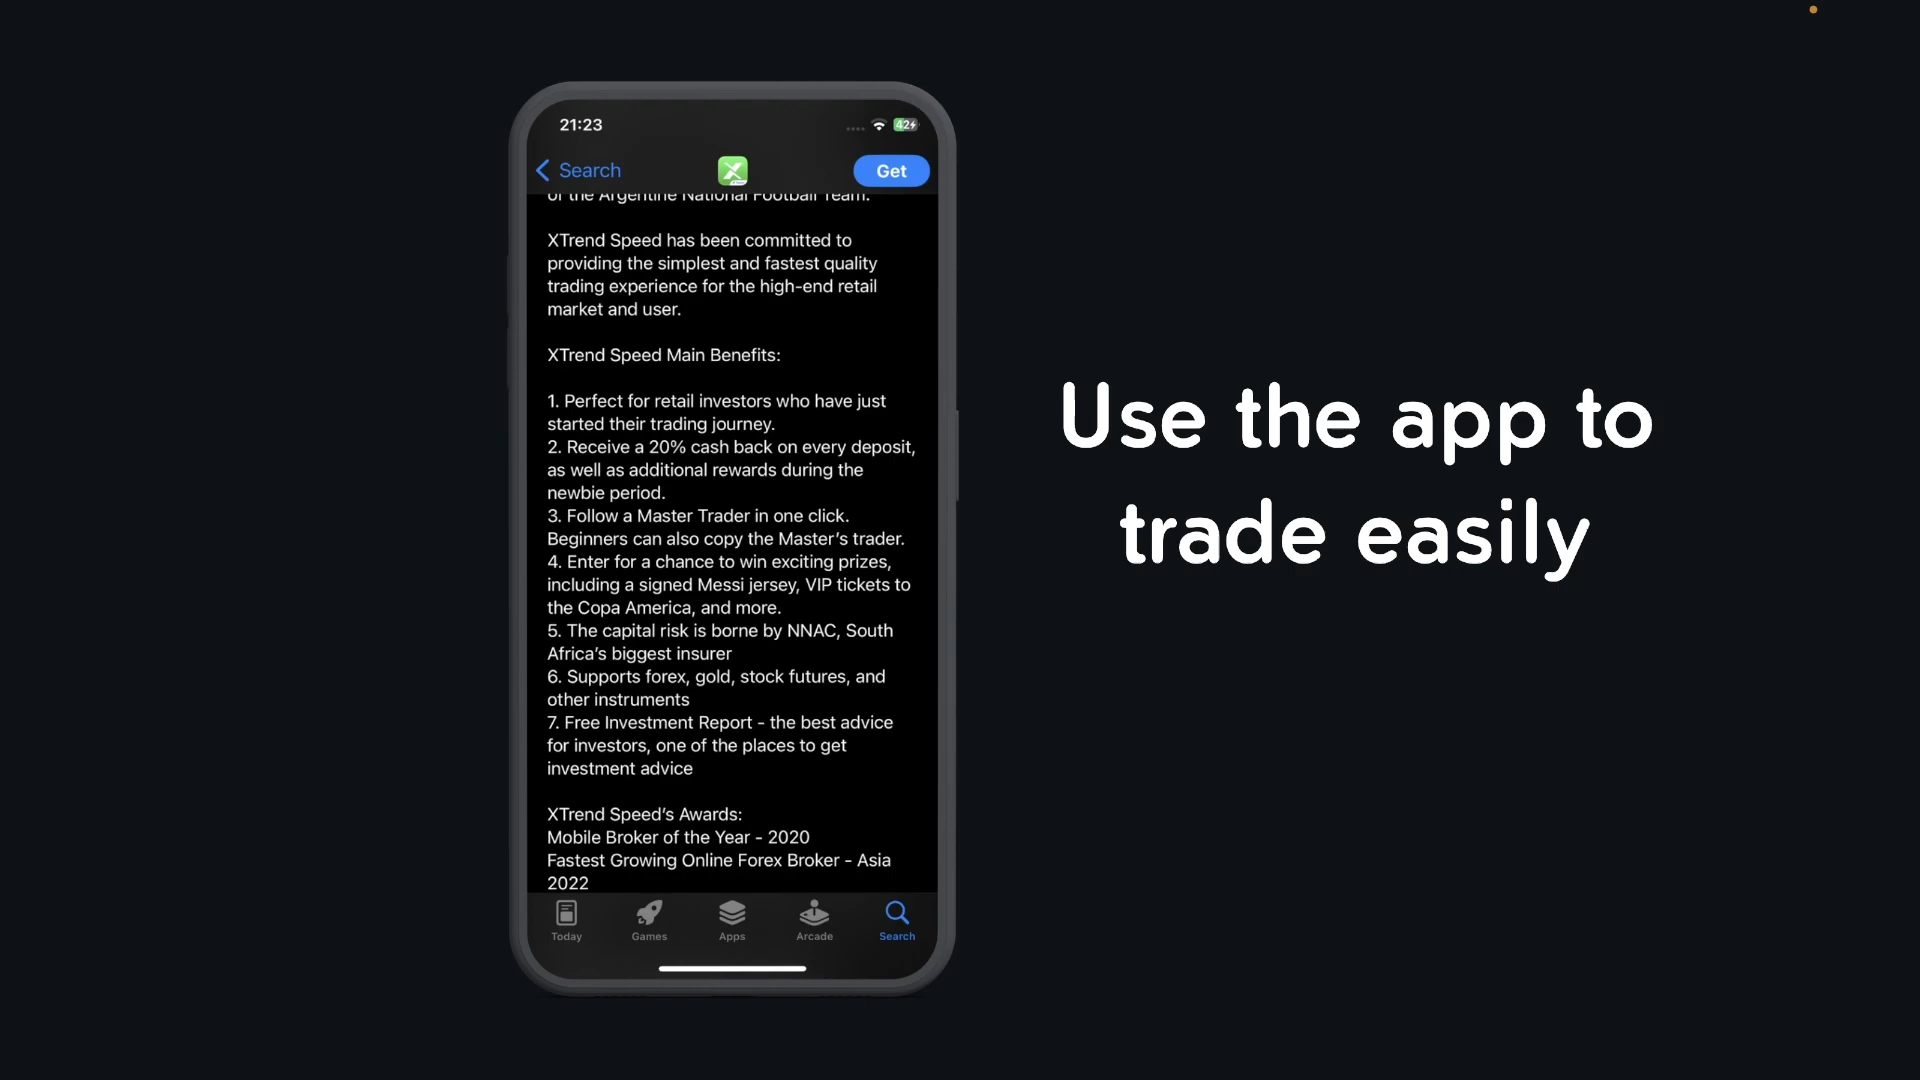 21:23
42
Search
Get
of the Argentine National Football Team.
XTrend Speed has been committed to
providing the simplest and fastest quality
trading experience for the high-end retail
market and user.
XTrend Speed Main Benefits:
1. Perfect for retail investors who have just
started their trading journey.
2. Receive a 20% cash back on every deposit,
as well as additional rewards during the
newbie period.
3. Follow a Master Trader in one click.
Beginners can also copy the Master’s trader.
4. Enter for a chance to win exciting prizes,
including a signed Messi jersey, VIP tickets to
the Copa America, and more.
5. The capital risk is borne by NNAC, South
Africa’s biggest insurer
6. Supports forex, gold, stock futures, and
other instruments
7. Free Investment Report - the best advice
for investors, one of the places to get
investment advice
XTrend Speed’s Awards:
Mobile Broker of the Year - 2020
Fastest Growing Online Forex Broker - Asia
2022
Today
Games
Apps
Arcade
Search
Use the app to
trade easily